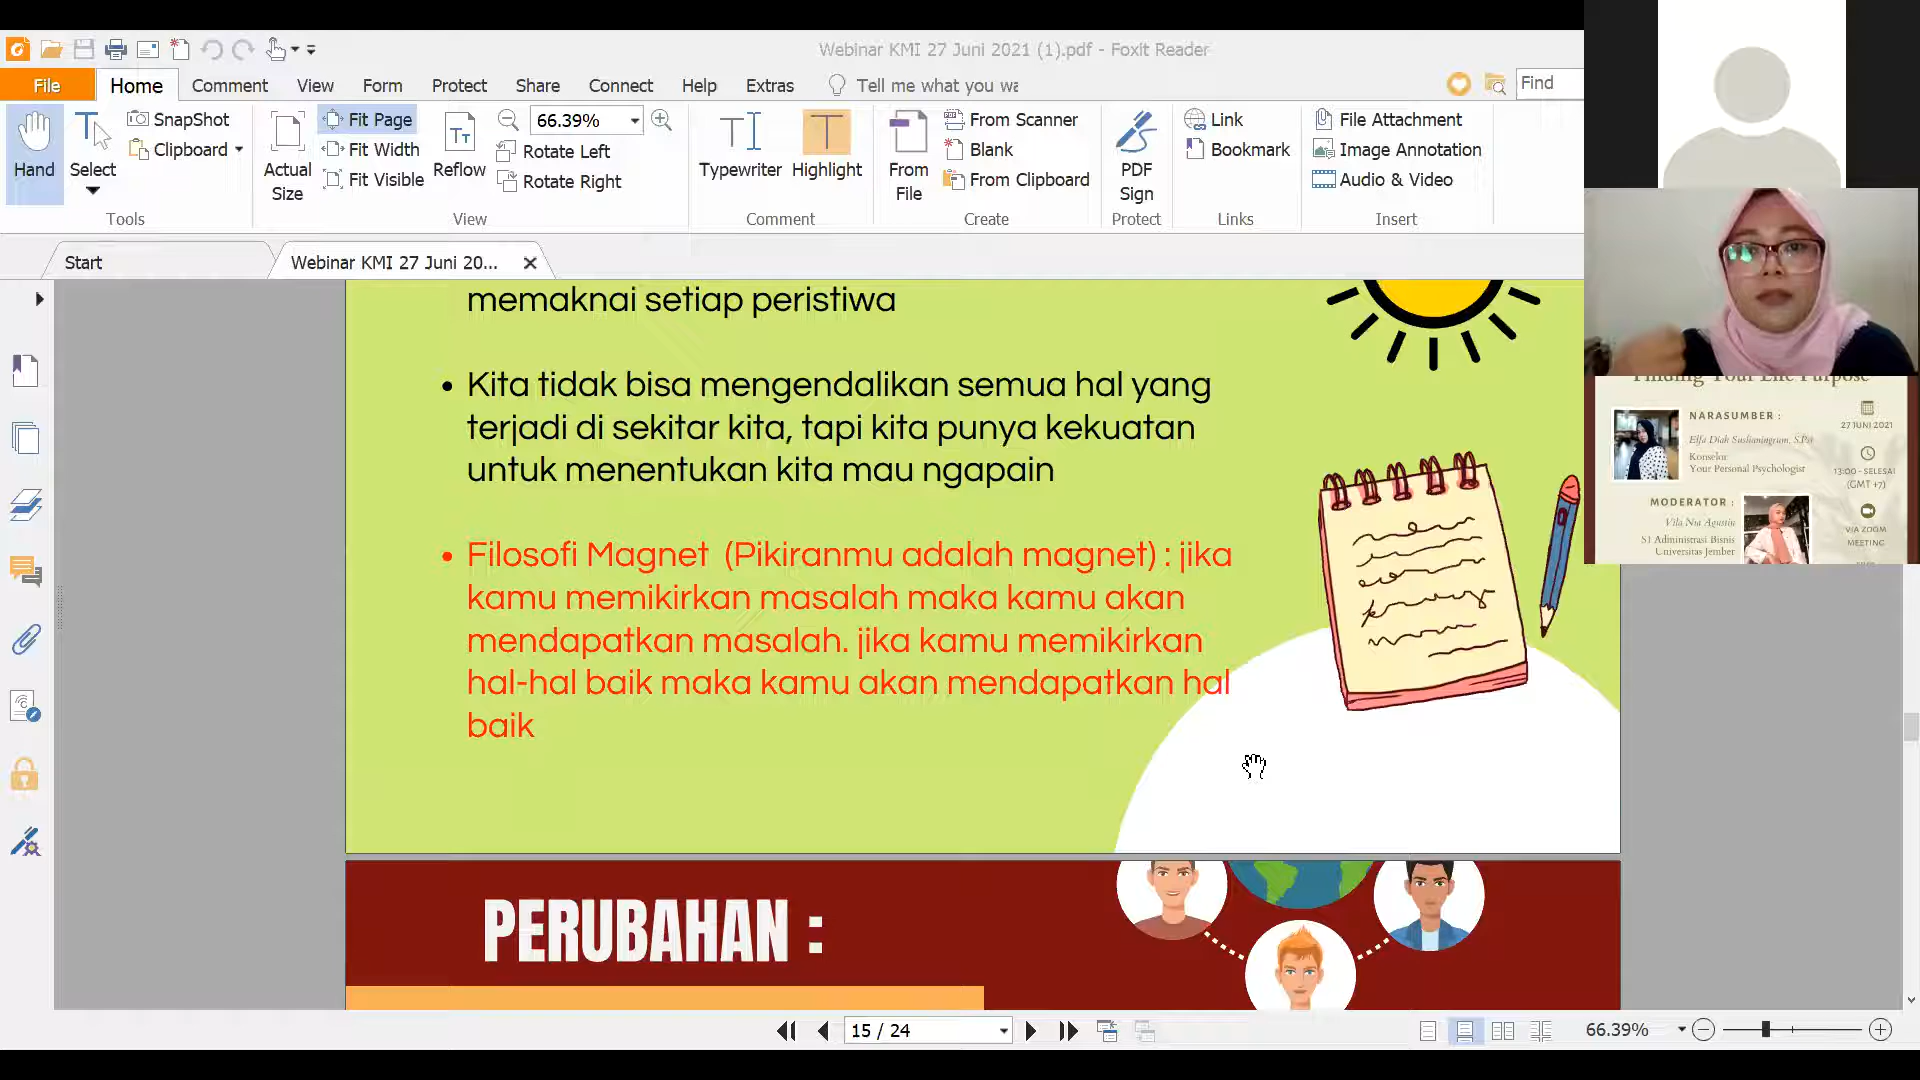 Webinar KMI 27 Juni 2021 (1).pdf - Foxit Reader
File Home Comment View Form Protect Share Connect Help Extras Tell me what you wa Find
Hand
Select
SnapShot
Clipboard
Tools
Actual Size
Fit Page
Fit Width
Fit Visible
Reflow
66.39%
Rotate Left
Rotate Right
View
Typewriter
Highlight
Comment
From File
From Scanner
Blank
From Clipboard
Create
PDF Sign
Protect
Link
Bookmark
Links
File Attachment
Image Annotation
Audio & Video
Insert
Start
Webinar KMI 27 Juni 20...
memaknai setiap peristiwa
• Kita tidak bisa mengendalikan semua hal yang
terjadi di sekitar kita, tapi kita punya kekuatan
untuk menentukan kita mau ngapain
• Filosofi Magnet (Pikiranmu adalah magnet) : jika
kamu memikirkan masalah maka kamu akan
mendapatkan masalah. jika kamu memikirkan
hal-hal baik maka kamu akan mendapatkan hal
baik
PERUBAHAN :
Finding Your Life Purpose
NARASUMBER :
Konselor
Your Personal Psychologist
MODERATOR :
Vila Nur Agustin
S1 Administrasi Bisnis
Universitas Jember
27 JUNI 2021
13:00 - SELESAI
(GMT +7)
VIA ZOOM
MEETING
15 / 24
66.39%